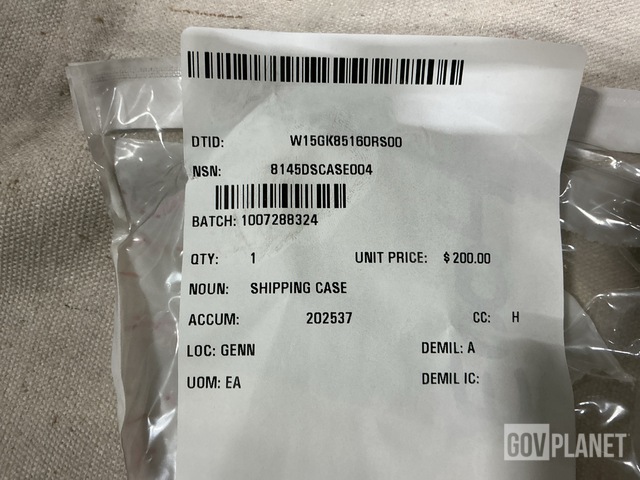 DTID: W15GK85160RS00
NSN: 8145DSCASE004
BATCH: 1007288324
QTY: 1 UNIT PRICE: $ 200.00
NOUN: SHIPPING CASE
ACCUM: 202537 CC: H
LOC: GENN DEMIL: A
UOM: EA DEMIL IC:
GOVPLANET